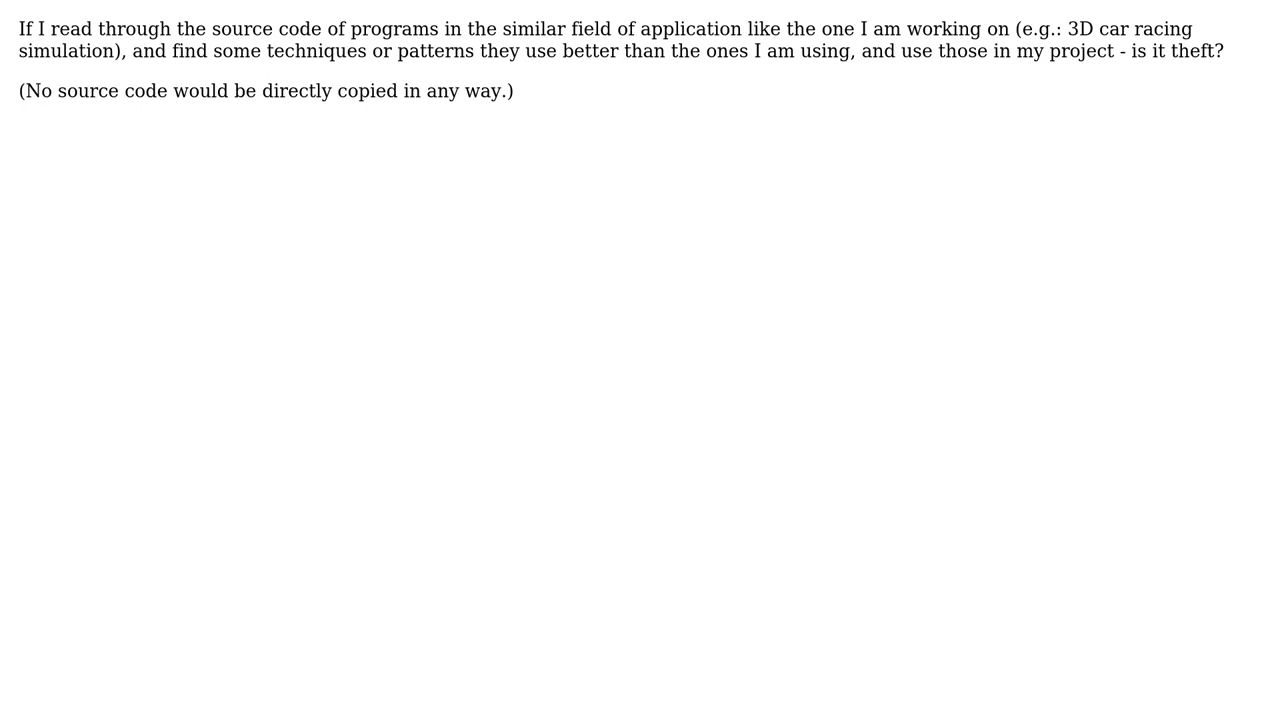 If I read through the source code of programs in the similar field of application like the one I am working on (e.g.: 3D car racing
simulation), and find some techniques or patterns they use better than the ones I am using, and use those in my project - is it theft?
(No source code would be directly copied in any way.)